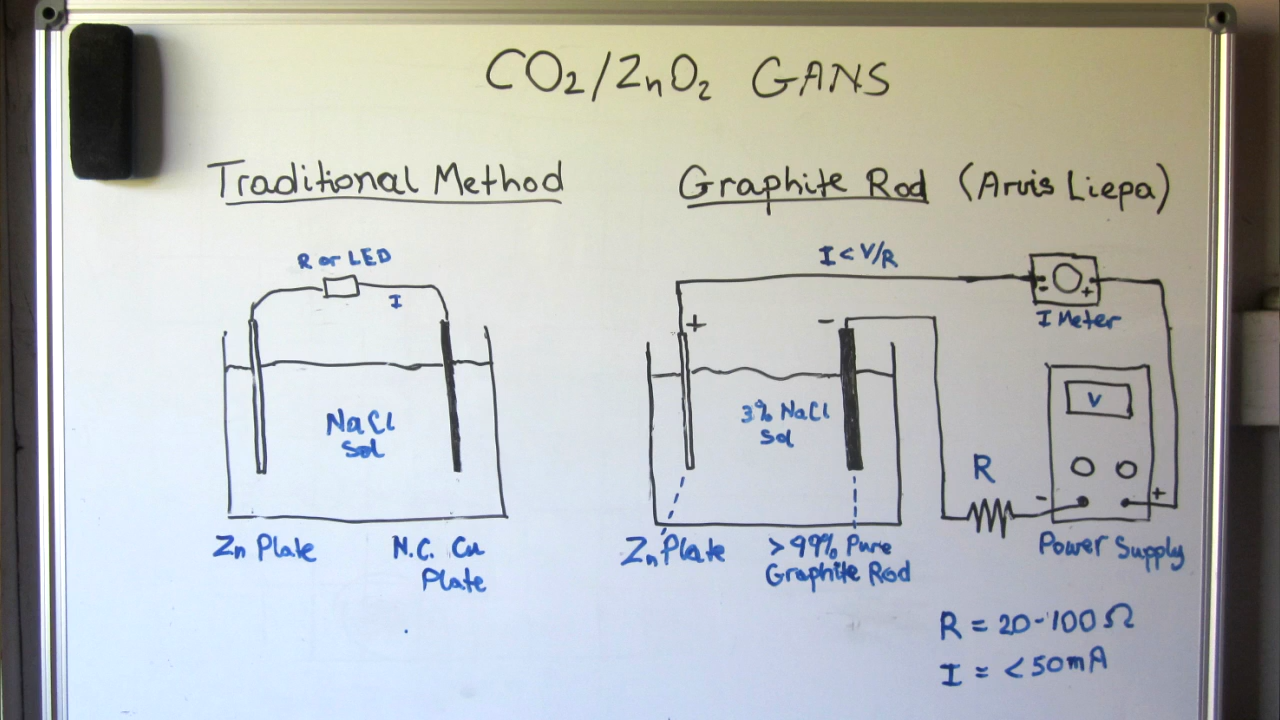 CO2/ZnO2 GANS
Traditional Method
R or LED
I
NaCl
Sol
Zn Plate
N.C. Cu
Plate
Graphite Rod (Arvis Liepa)
I < V/R
- +
I Meter
+
-
3% NaCl
Sol
V
R
- +
Zn Plate
>99% Pure
Graphite Rod
Power Supply
R = 20-100Ω
I = <50mA